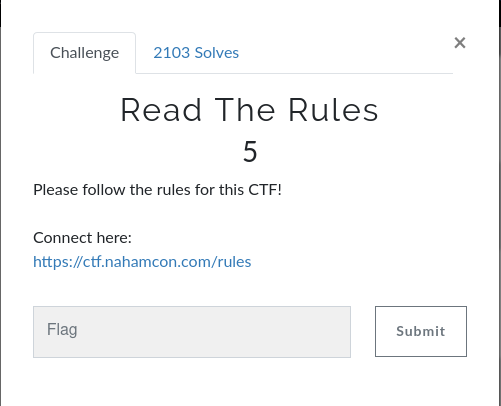 Challenge
2103 Solves
×
Read The Rules
5
Please follow the rules for this CTF!
Connect here:
https://ctf.nahamcon.com/rules
Flag
Submit